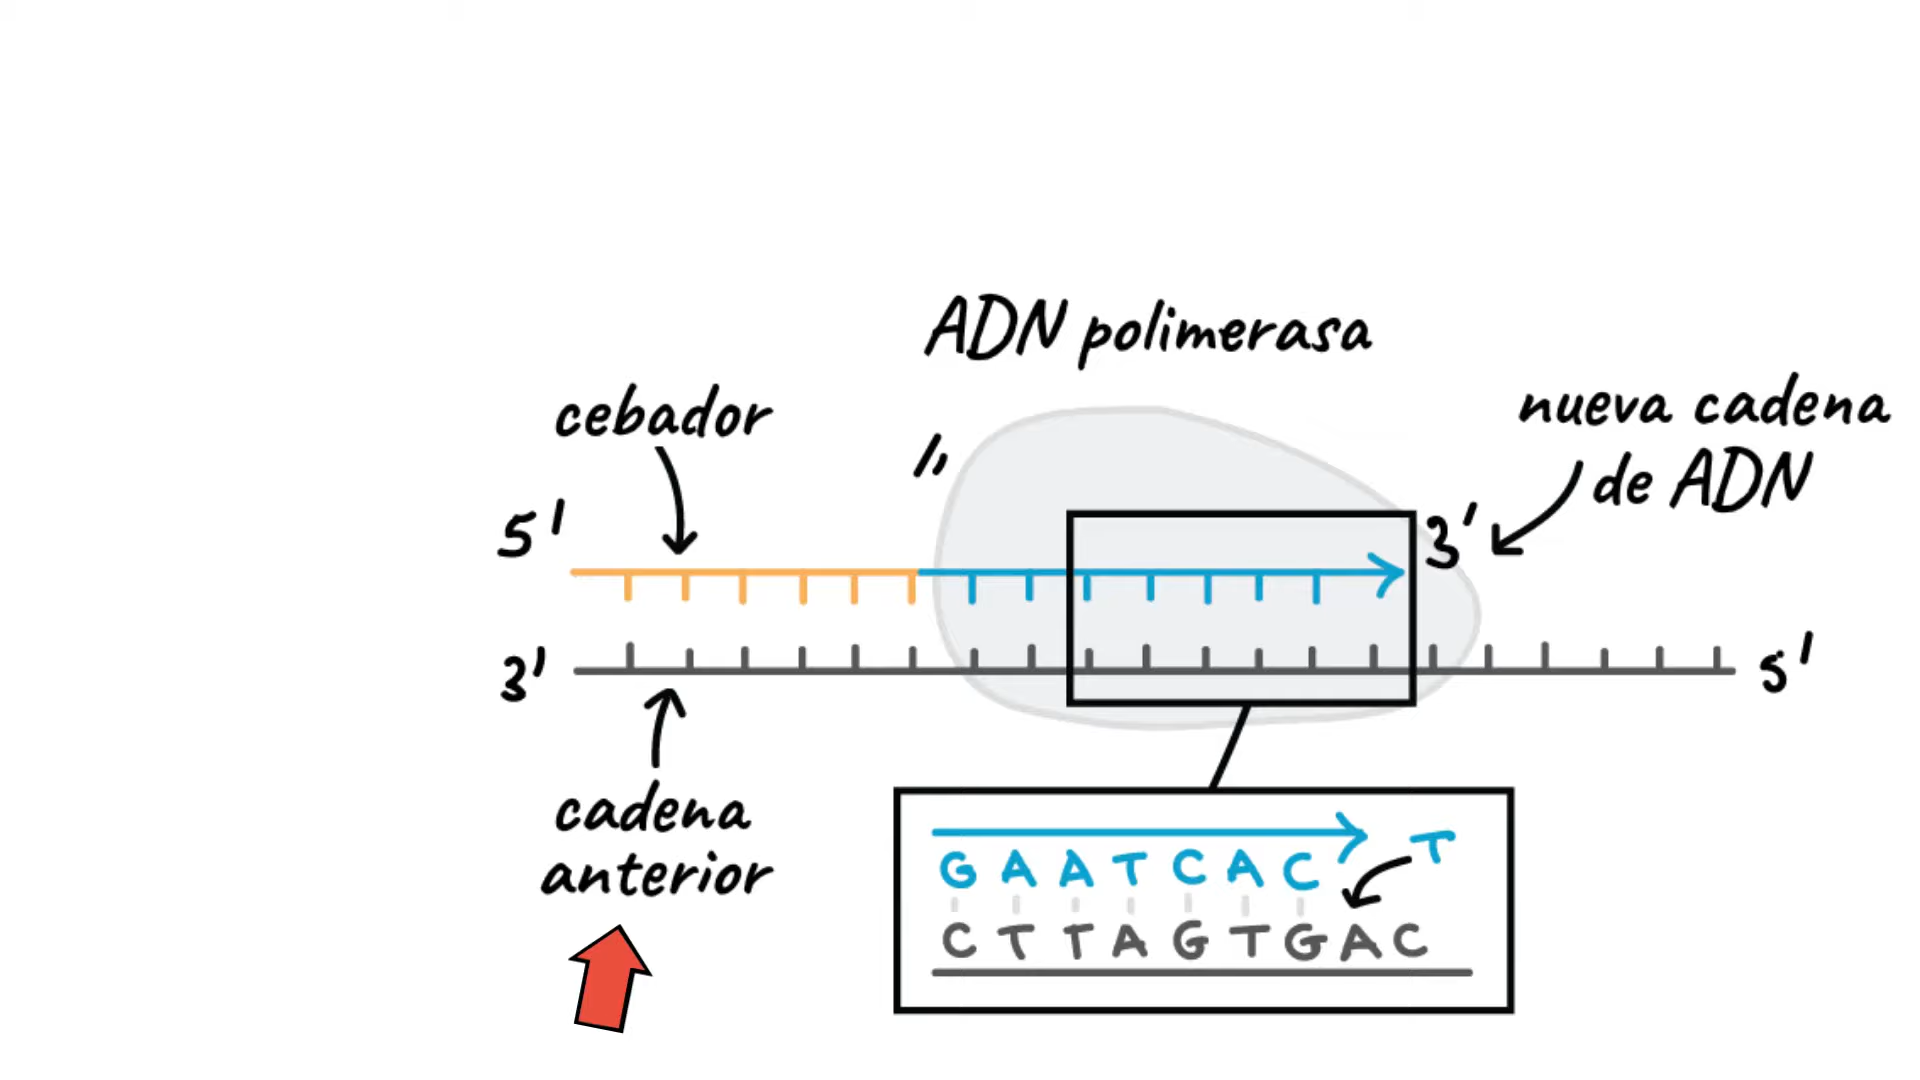 ADN polimerasa
cebador
nueva cadena
de ADN
5'
3'
3'
5'
cadena
anterior
G A A T C A C T
C T T A G T G A C